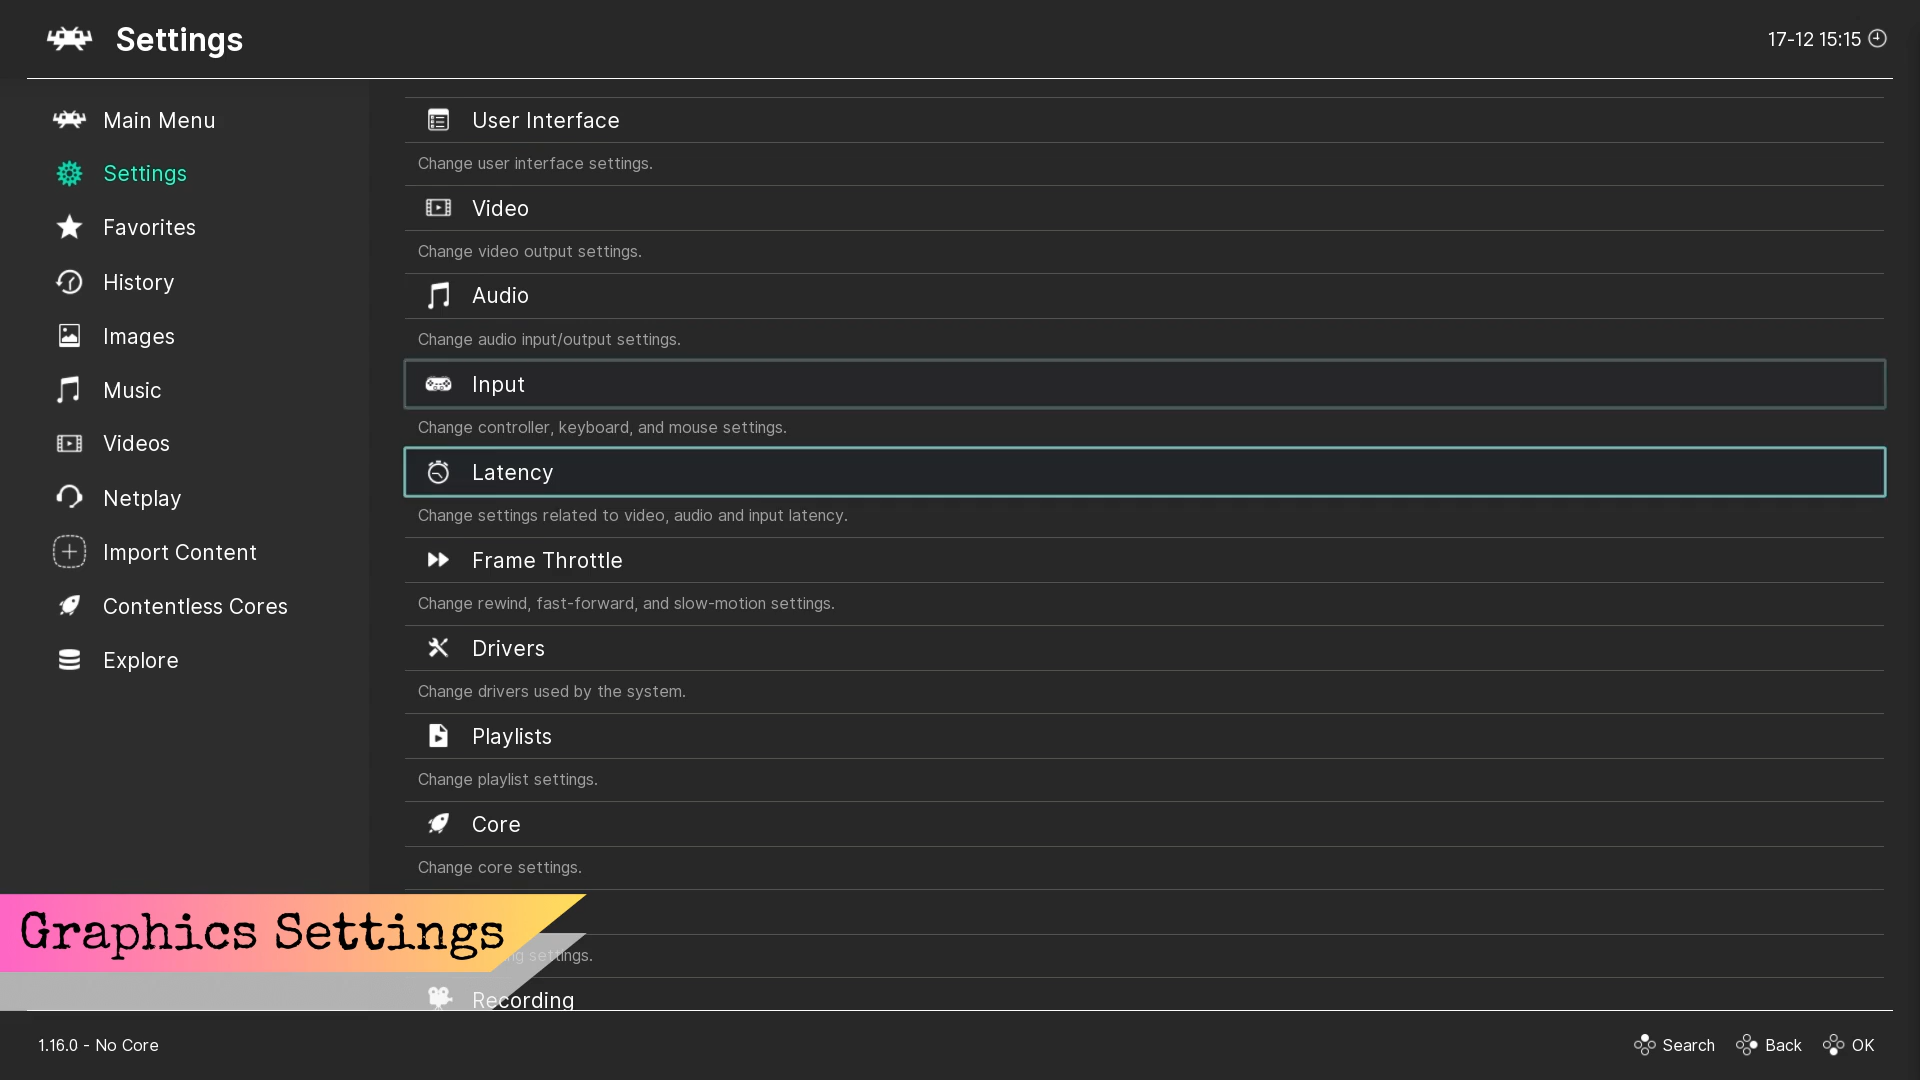 Settings
17-12 15:15
Main Menu
Settings
Favorites
History
Images
Music
Videos
Netplay
Import Content
Contentless Cores
Explore
User Interface
Change user interface settings.
Video
Change video output settings.
Audio
Change audio input/output settings.
Input
Change controller, keyboard, and mouse settings.
Latency
Change settings related to video, audio and input latency.
Frame Throttle
Change rewind, fast-forward, and slow-motion settings.
Drivers
Change drivers used by the system.
Playlists
Change playlist settings.
Core
Change core settings.
Graphics Settings
settings.
Recording
1.16.0 - No Core
Search
Back
OK